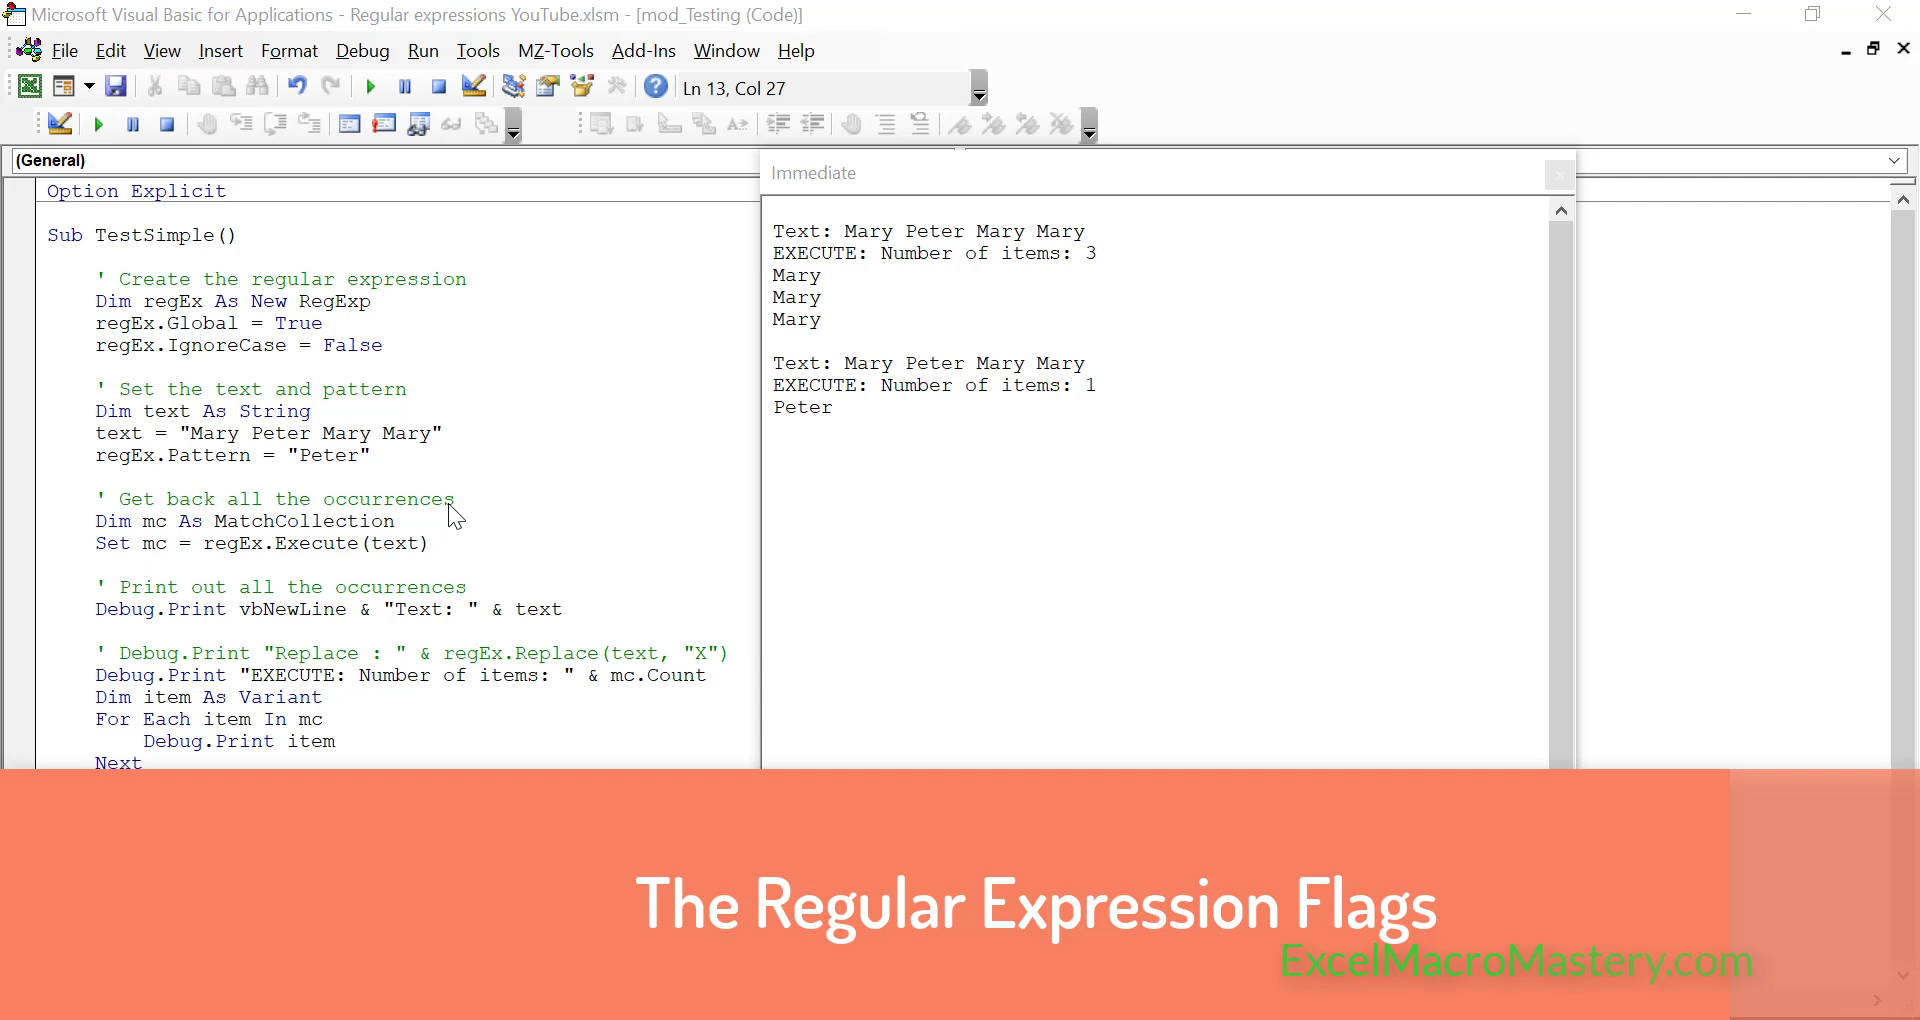 Microsoft Visual Basic for Applications - Regular expressions YouTube.xlsm - [mod_Testing (Code)]
File Edit View Insert Format Debug Run Tools MZ-Tools Add-Ins Window Help
Ln 13, Col 27
(General)
Option Explicit
Sub TestSimple()
' Create the regular expression
Dim regEx As New RegExp
regEx.Global = True
regEx.IgnoreCase = False
' Set the text and pattern
Dim text As String
text = "Mary Peter Mary Mary"
regEx.Pattern = "Peter"
' Get back all the occurrences
Dim mc As MatchCollection
Set mc = regEx.Execute(text)
' Print out all the occurrences
Debug.Print vbNewLine & "Text: " & text
' Debug.Print "Replace : " & regEx.Replace(text, "X")
Debug.Print "EXECUTE: Number of items: " & mc.Count
Dim item As Variant
For Each item In mc
Debug.Print item
Next
Immediate
Text: Mary Peter Mary Mary
EXECUTE: Number of items: 3
Mary
Mary
Mary
Text: Mary Peter Mary Mary
EXECUTE: Number of items: 1
Peter
The Regular Expression Flags
ExcelMacroMastery.com